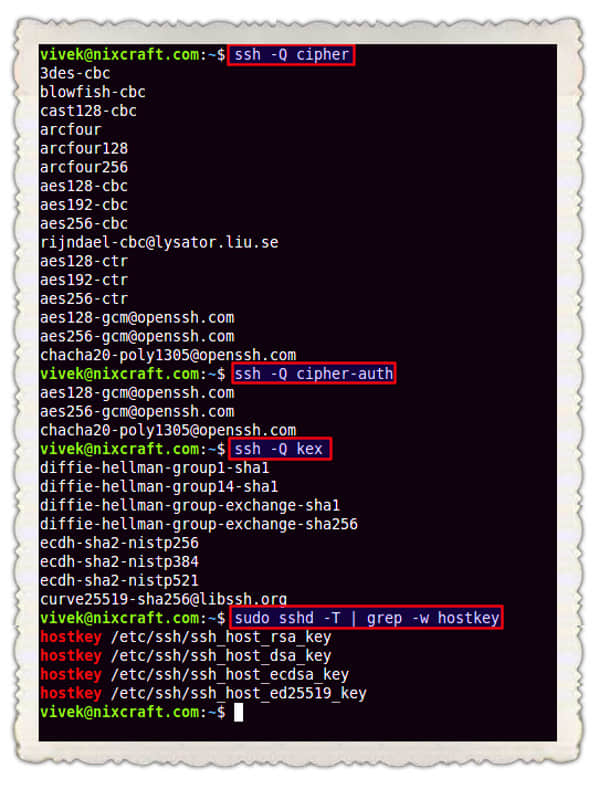 vivek@nixcraft.com:~$ ssh -Q cipher
3des-cbc
blowfish-cbc
cast128-cbc
arcfour
arcfour128
arcfour256
aes128-cbc
aes192-cbc
aes256-cbc
rijndael-cbc@lysator.liu.se
aes128-ctr
aes192-ctr
aes256-ctr
aes128-gcm@openssh.com
aes256-gcm@openssh.com
chacha20-poly1305@openssh.com
vivek@nixcraft.com:~$ ssh -Q cipher-auth
aes128-gcm@openssh.com
aes256-gcm@openssh.com
chacha20-poly1305@openssh.com
vivek@nixcraft.com:~$ ssh -Q kex
diffie-hellman-group1-sha1
diffie-hellman-group14-sha1
diffie-hellman-group-exchange-sha1
diffie-hellman-group-exchange-sha256
ecdh-sha2-nistp256
ecdh-sha2-nistp384
ecdh-sha2-nistp521
curve25519-sha256@libssh.org
vivek@nixcraft.com:~$ sudo sshd -T | grep -w hostkey
hostkey /etc/ssh/ssh_host_rsa_key
hostkey /etc/ssh/ssh_host_dsa_key
hostkey /etc/ssh/ssh_host_ecdsa_key
hostkey /etc/ssh/ssh_host_ed25519_key
vivek@nixcraft.com:~$